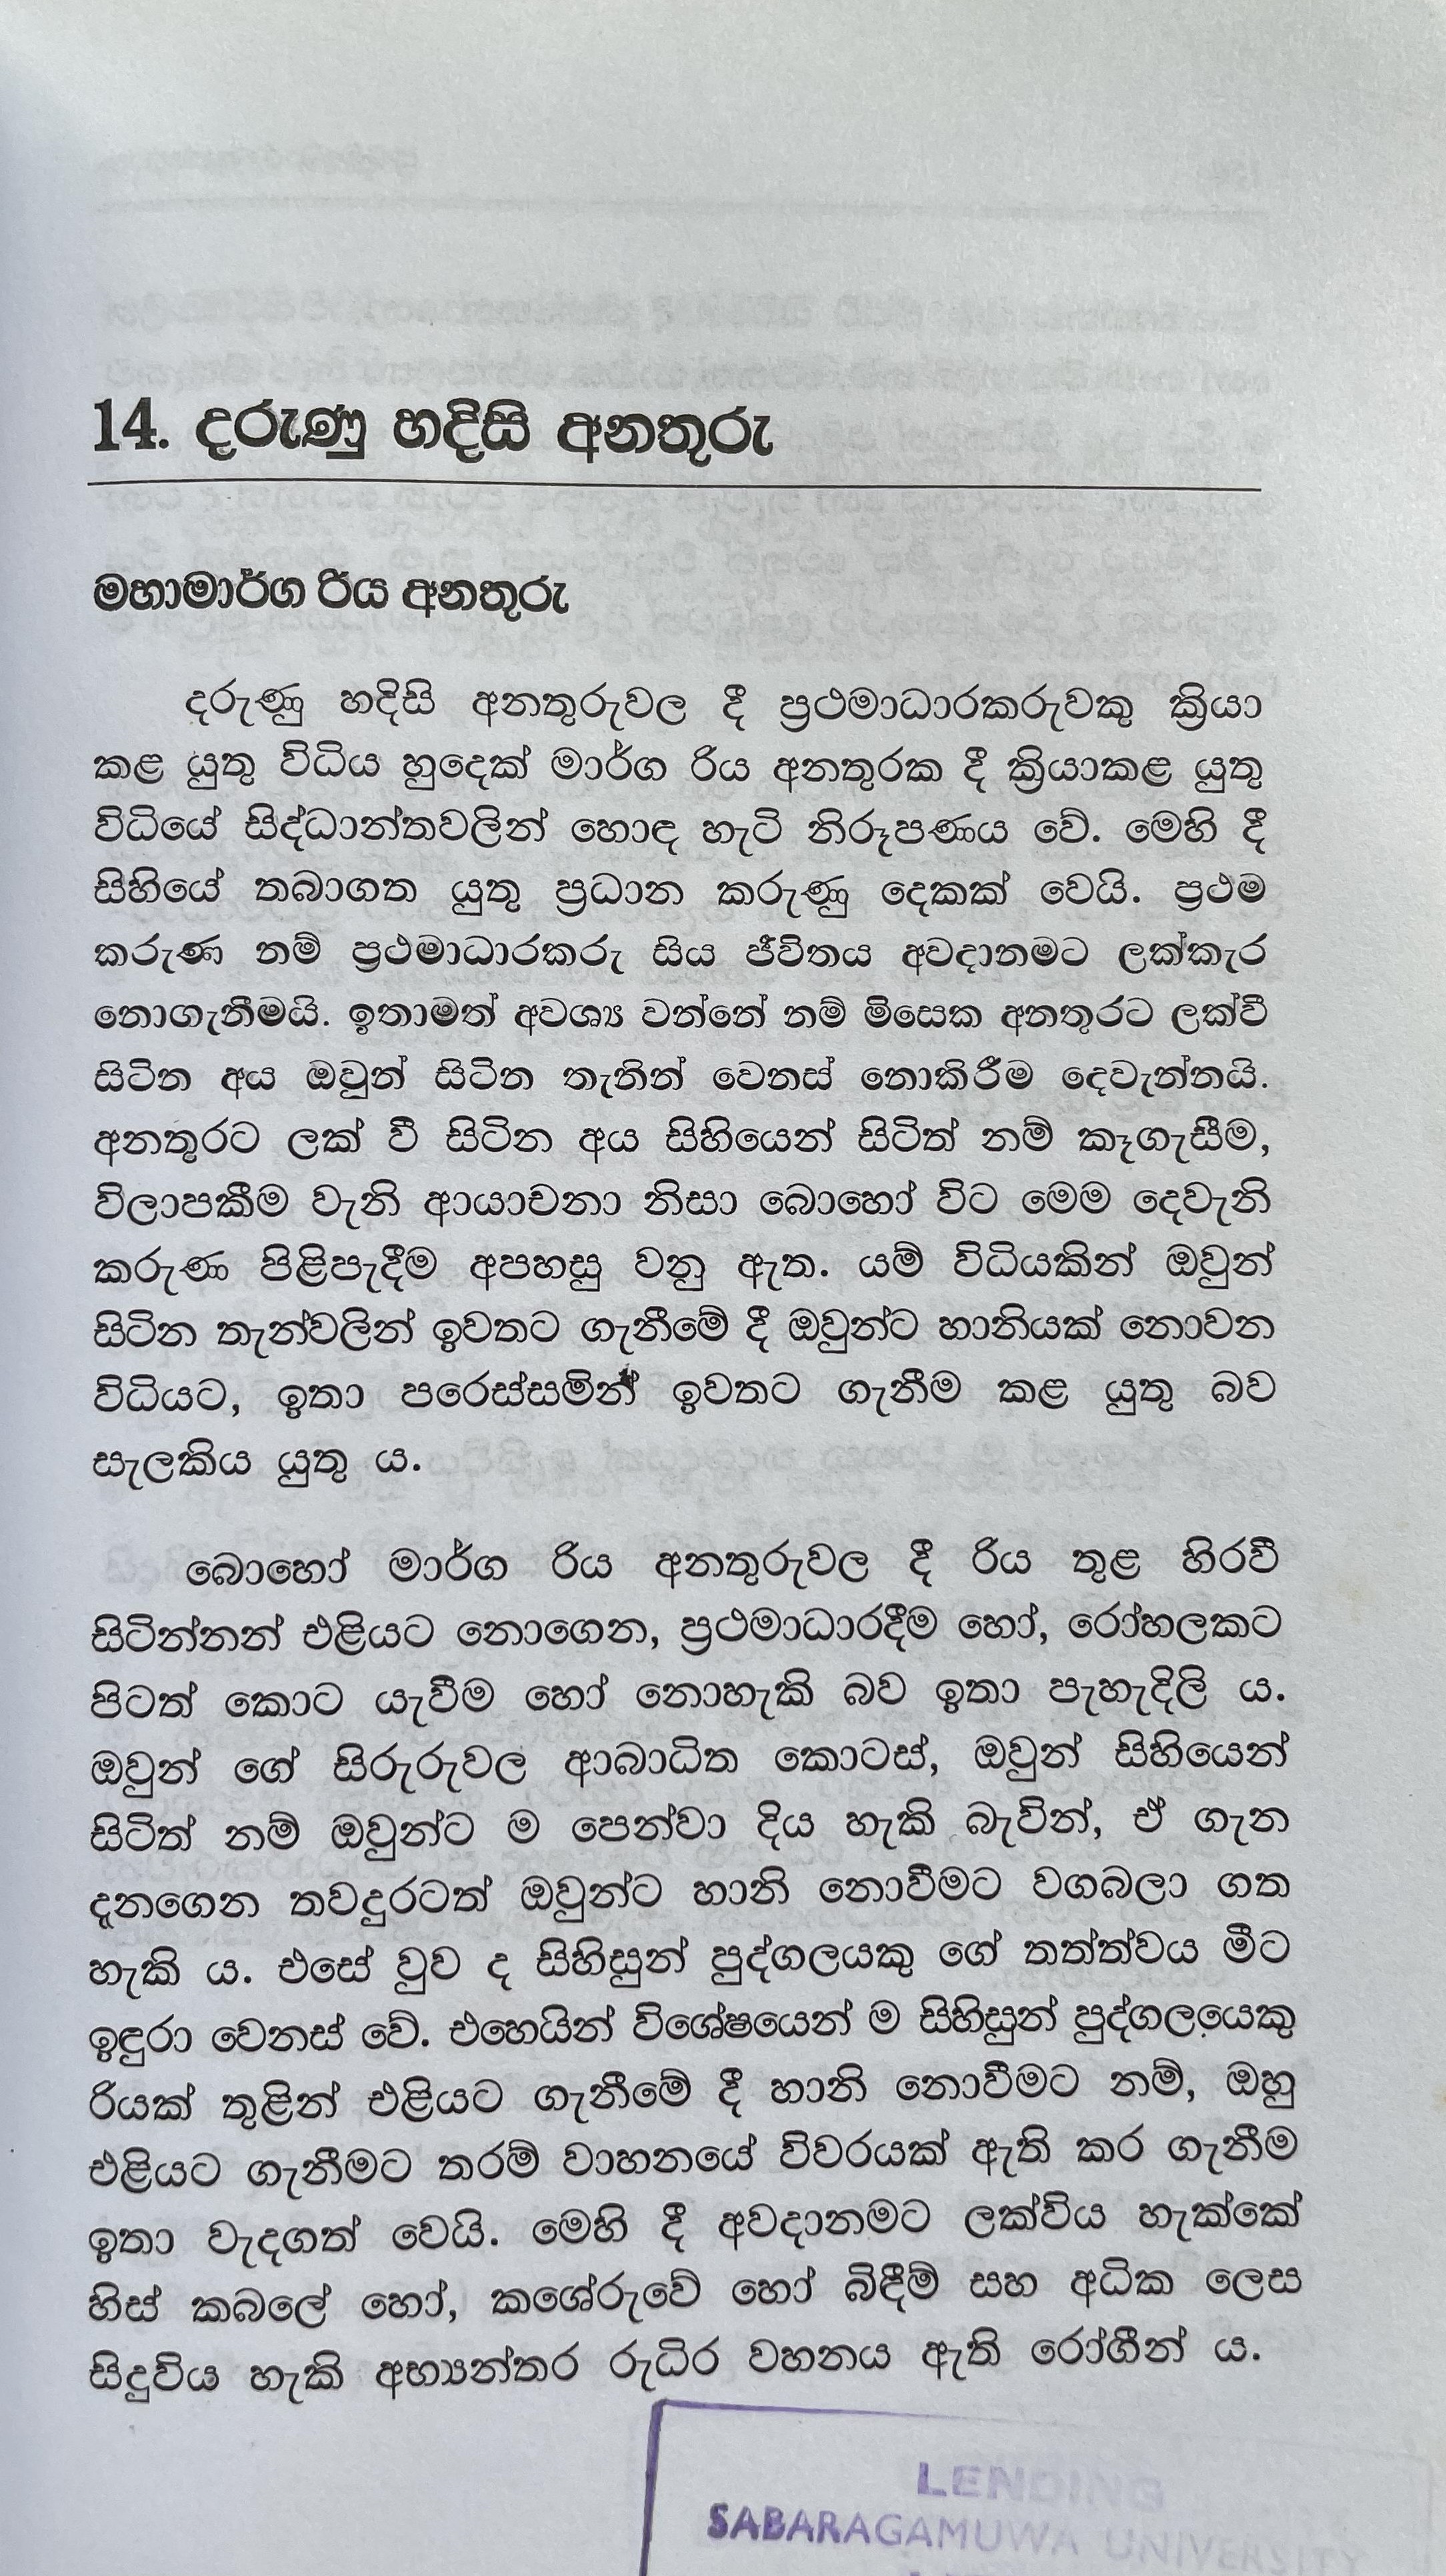 14. දරුණු හදිසි අනතුරු
මහාමාර්ග රිය අනතුරු
දරුණු හදිසි අනතුරුවල දී ප්‍රථමාධාරකරුවකු ක්‍රියා
කළ යුතු විධිය හුදෙක් මාර්ග රිය අනතුරක දී ක්‍රියාකළ යුතු
විධියේ සිද්ධාන්තවලින් හොඳ හැටි නිරූපණය වේ. මෙහි දී
සිහියේ තබාගත යුතු ප්‍රධාන කරුණු දෙකක් වෙයි. ප්‍රථම
කරුණ නම් ප්‍රථමාධාරකරු සිය ජීවිතය අවදානමට ලක්කැර
නොගැනීමයි. ඉතාමත් අවශ්‍ය වන්නේ නම් මිසෙක අනතුරට ලක්වී
සිටින අය ඔවුන් සිටින තැනින් වෙනස් නොකිරීම දෙවැන්නයි.
අනතුරට ලක් වී සිටින අය සිහියෙන් සිටිත් නම් කෑගැසීම,
විලාපකීම වැනි ආයාචනා නිසා බොහෝ විට මෙම දෙවැනි
කරුණ පිළිපැදීම අපහසු වනු ඇත. යම් විධියකින් ඔවුන්
සිටින තැන්වලින් ඉවතට ගැනීමේ දී ඔවුන්ට හානියක් නොවන
විධියට, ඉතා පරෙස්සමින් ඉවතට ගැනීම කළ යුතු බව
සැලකිය යුතු ය.
බොහෝ මාර්ග රිය අනතුරුවල දී රිය තුළ හිරවී
සිටින්නන් එළියට නොගෙන, ප්‍රථමාධාරදීම හෝ, රෝහලකට
පිටත් කොට යැවීම හෝ නොහැකි බව ඉතා පැහැදිලි ය.
ඔවුන් ගේ සිරුරුවල ආබාධිත කොටස්, ඔවුන් සිහියෙන්
සිටිත් නම් ඔවුන්ට ම පෙන්වා දිය හැකි බැවින්, ඒ ගැන
දැනගෙන තවදුරටත් ඔවුන්ට හානි නොවීමට වගබලා ගත
හැකි ය. එසේ වුව ද සිහිසුන් පුද්ගලයකු ගේ තත්ත්වය මීට
ඉඳුරා වෙනස් වේ. එහෙයින් විශේෂයෙන් ම සිහිසුන් පුද්ගලයෙකු
රියක් තුළින් එළියට ගැනීමේ දී හානි නොවීමට නම්, ඔහු
එළියට ගැනීමට තරම් වාහනයේ විවරයක් ඇති කර ගැනීම
ඉතා වැදගත් වෙයි. මෙහි දී අවදානමට ලක්විය හැක්කේ
හිස් කබලේ හෝ, කශේරුවේ හෝ බිඳීම් සහ අධික ලෙස
සිදුවිය හැකි අභ්‍යන්තර රුධිර වහනය ඇති රෝගීන් ය.
LENDING
SABARAGAMUWA UNIVERSITY